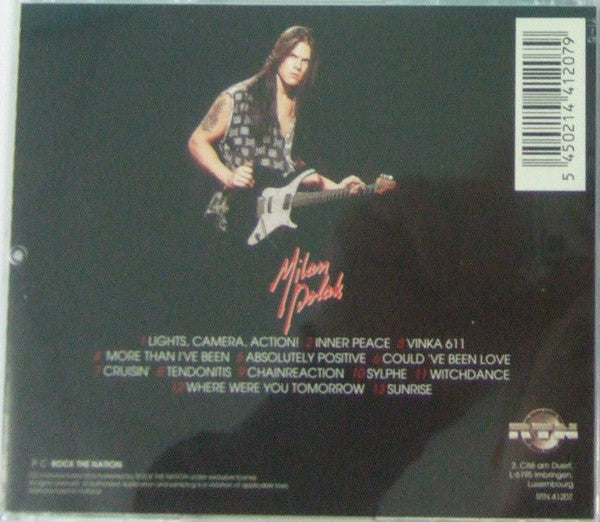 5 450214 412079
Milan
Polak
1 LIGHTS, CAMERA, ACTION! 2 INNER PEACE 3 VINKA 611
4 MORE THAN I'VE BEEN 5 ABSOLUTELY POSITIVE 6 COULD'VE BEEN LOVE
7 CRUISIN' 8 TENDONITIS 9 CHAINREACTION 10 SYLPHE 11 WITCHDANCE
12 WHERE WERE YOU TOMORROW 13 SUNRISE
RTN
P C ROCK THE NATION
2, Cité am Duerf,
L-6195 Imbringen,
Luxembourg
RTN 41207